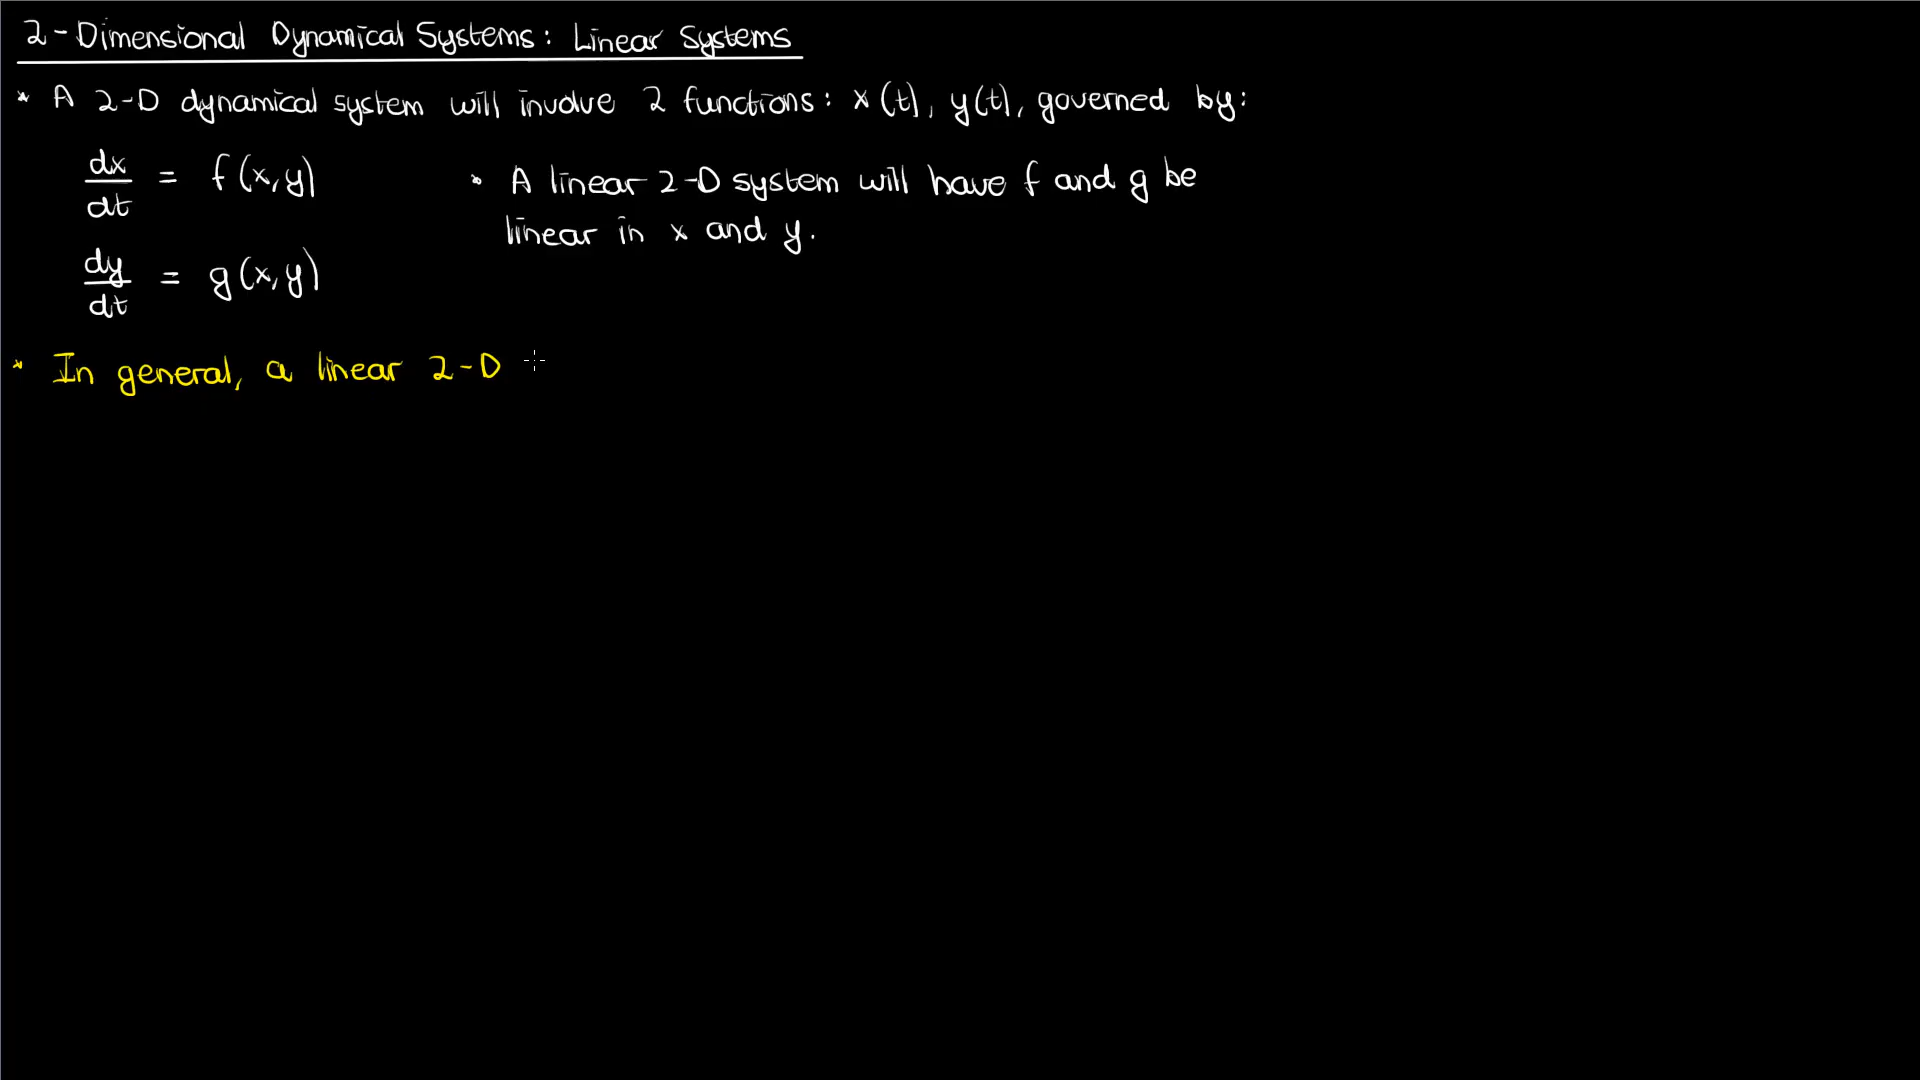 2-Dimensional Dynamical Systems: Linear Systems
* A 2-D dynamical system will involve 2 functions: x(t), y(t), governed by:
dx/dt = f(x,y)
* A linear 2-D system will have f and g be
linear in x and y.
dy/dt = g(x,y)
* In general, a linear 2-D